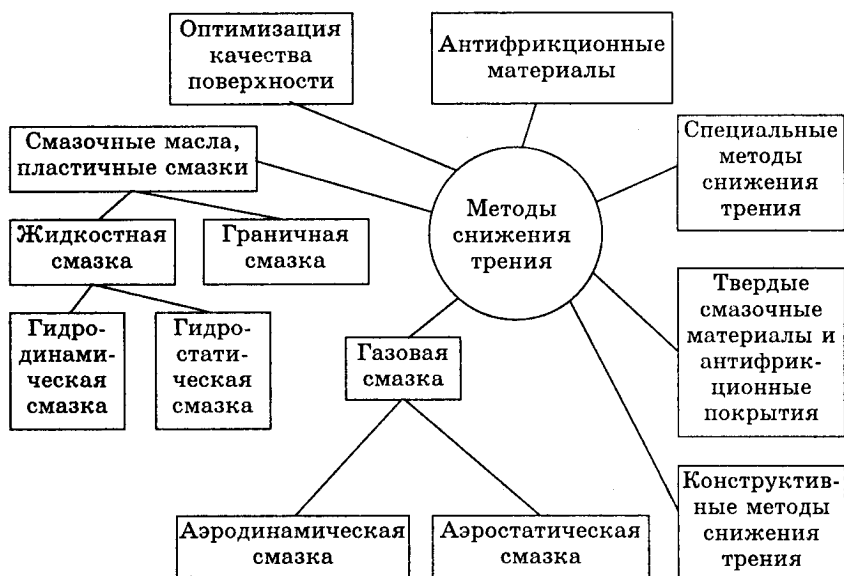 Оптимизация
качества
поверхности
Антифрикционные
материалы
Смазочные масла,
пластичные смазки
Специальные
методы
снижения
трения
Методы
снижения
трения
Жидкостная
смазка
Граничная
смазка
Гидро-
динами-
ческая
смазка
Гидро-
стати-
ческая
смазка
Газовая
смазка
Твердые
смазочные
материалы и
антифрик-
ционные
покрытия
Аэродинамическая
смазка
Аэростатическая
смазка
Конструктив-
ные методы
снижения
трения